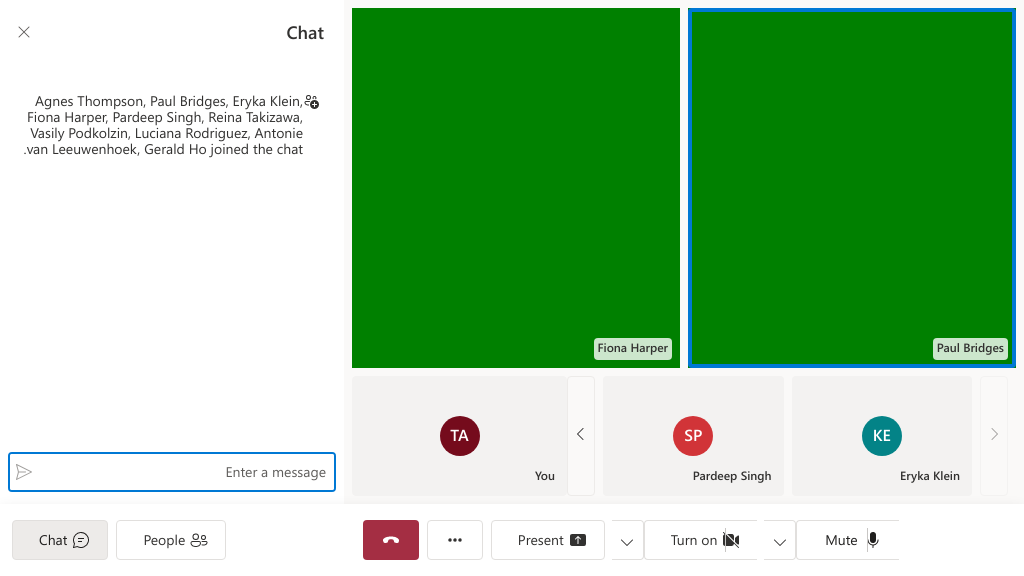 Chat
Agnes Thompson, Paul Bridges, Eryka Klein,
Fiona Harper, Pardeep Singh, Reina Takizawa,
Vasily Podkolzin, Luciana Rodriguez, Antonie
.van Leeuwenhoek, Gerald Ho joined the chat
Enter a message
Fiona Harper
Paul Bridges
TA
You
SP
Pardeep Singh
KE
Eryka Klein
Chat
People
Present
Turn on
Mute